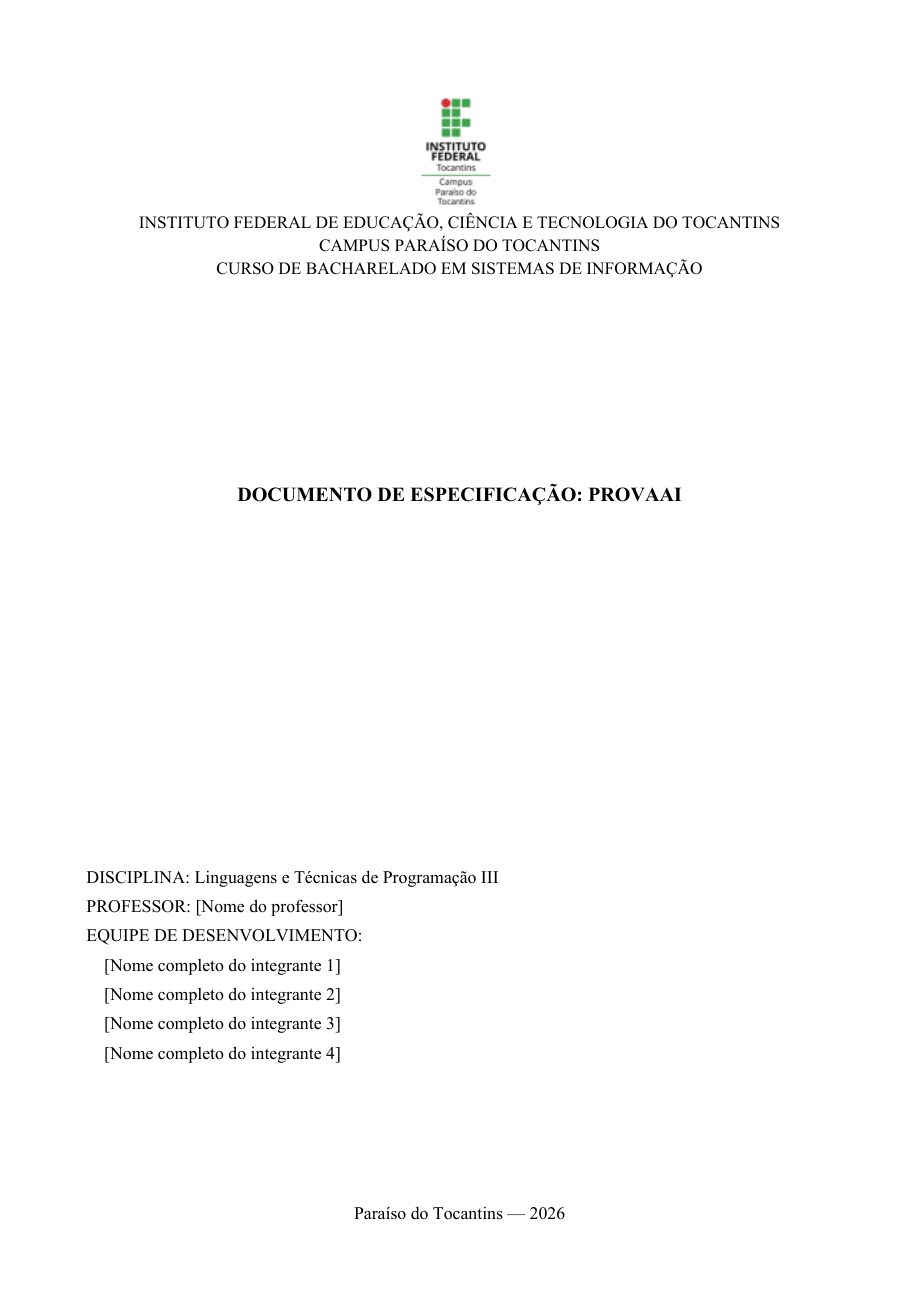 INSTITUTO
FEDERAL
Tocantins
Campus
Paraíso do
Tocantins
INSTITUTO FEDERAL DE EDUCAÇÃO, CIÊNCIA E TECNOLOGIA DO TOCANTINS
CAMPUS PARAÍSO DO TOCANTINS
CURSO DE BACHARELADO EM SISTEMAS DE INFORMAÇÃO
DOCUMENTO DE ESPECIFICAÇÃO: PROVAAI
DISCIPLINA: Linguagens e Técnicas de Programação III
PROFESSOR: [Nome do professor]
EQUIPE DE DESENVOLVIMENTO:
[Nome completo do integrante 1]
[Nome completo do integrante 2]
[Nome completo do integrante 3]
[Nome completo do integrante 4]
Paraíso do Tocantins — 2026